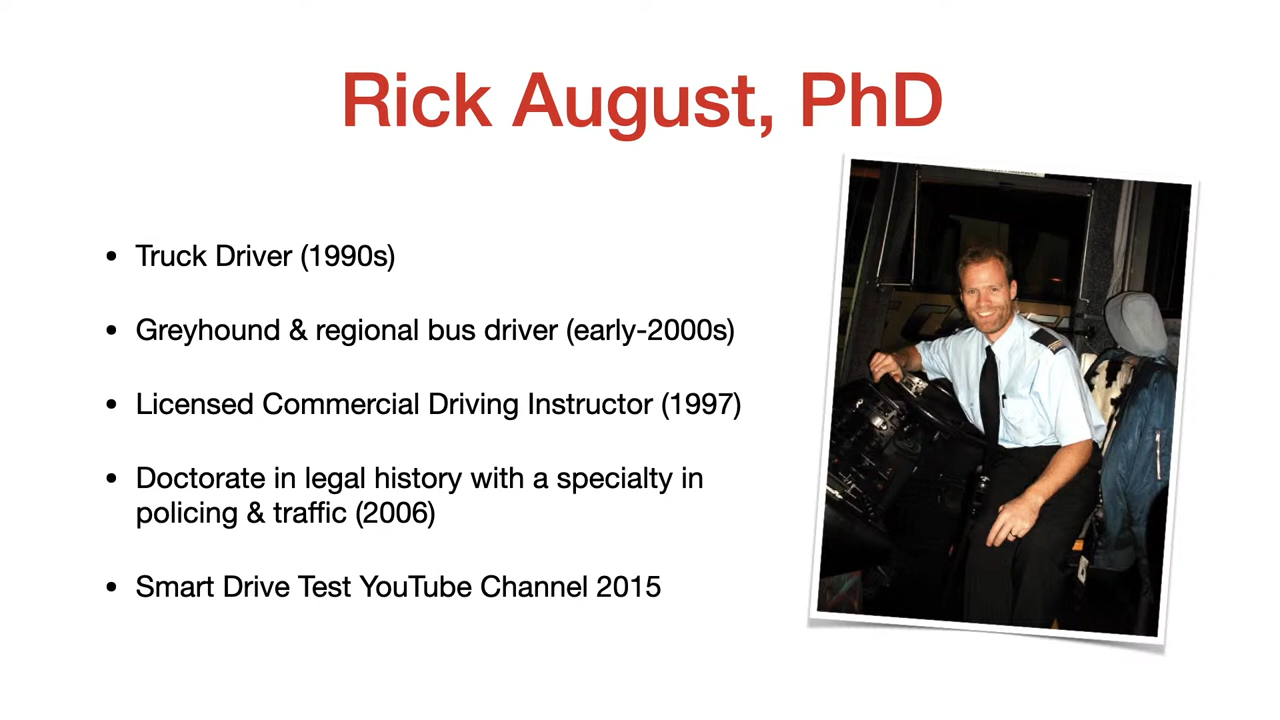 Rick August, PhD
• Truck Driver (1990s)
• Greyhound & regional bus driver (early-2000s)
• Licensed Commercial Driving Instructor (1997)
• Doctorate in legal history with a specialty in
policing & traffic (2006)
• Smart Drive Test YouTube Channel 2015